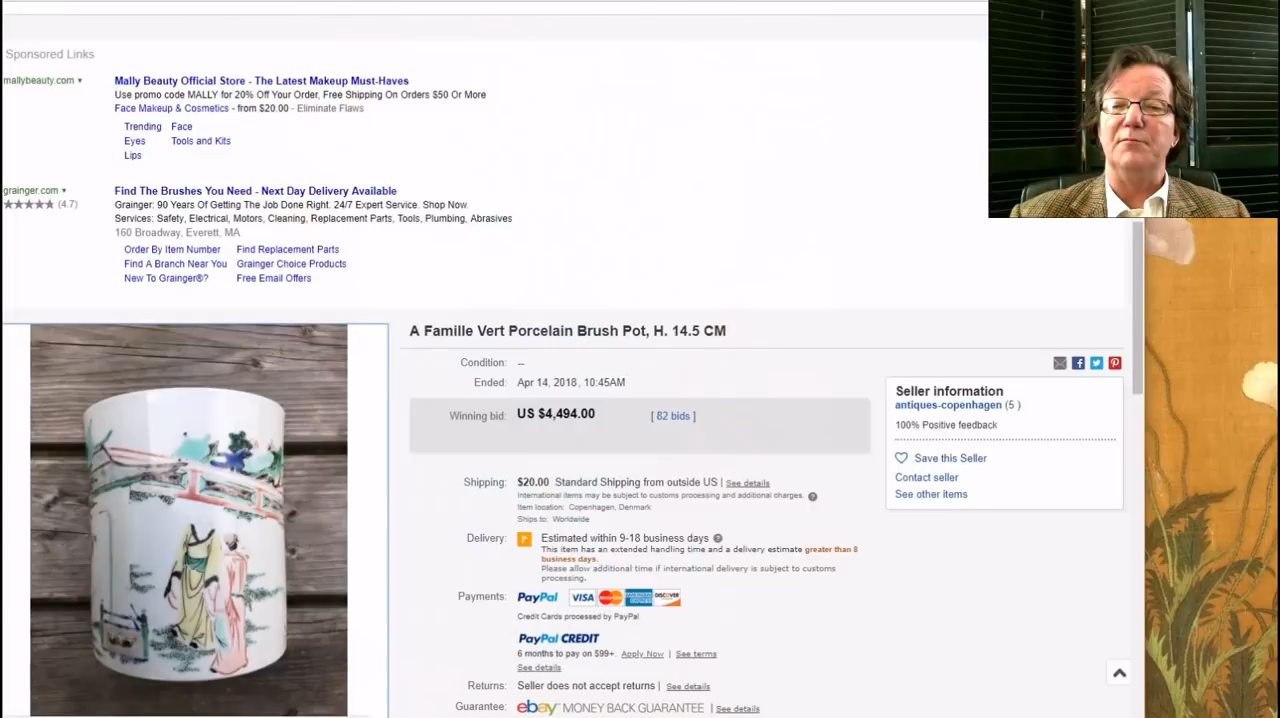 Sponsored Links
mallybeauty.com
Mally Beauty Official Store - The Latest Makeup Must-Haves
Use promo code MALLY for 20% Off Your Order, Free Shipping On Orders $50 Or More
Face Makeup & Cosmetics - from $20.00 - Eliminate Flaws
Trending Face
Eyes Tools and Kits
Lips
grainger.com
Find The Brushes You Need - Next Day Delivery Available
(4.7)
Grainger: 90 Years Of Getting The Job Done Right. 24/7 Expert Service. Shop Now.
Services: Safety, Electrical, Motors, Cleaning, Replacement Parts, Tools, Plumbing, Abrasives
160 Broadway, Everett, MA
Order By Item Number Find Replacement Parts
Find A Branch Near You Grainger Choice Products
New To Grainger®? Free Email Offers
A Famille Vert Porcelain Brush Pot, H. 14.5 CM
Condition: --
Ended: Apr 14, 2018 , 10:45AM
Winning bid: US $4,494.00 [ 82 bids ]
Seller information
antiques-copenhagen (5 )
100% Positive feedback
Save this Seller
Contact seller
See other items
Shipping: $20.00 Standard Shipping from outside US | See details
International items may be subject to customs processing and additional charges.
Item location: Copenhagen, Denmark
Ships to: Worldwide
Delivery: Estimated within 9-18 business days
This item has an extended handling time and a delivery estimate greater than 8
business days.
Please allow additional time if international delivery is subject to customs
processing.
Payments: PayPal VISA MasterCard AMERICAN EXPRESS DISCOVER
Credit Cards processed by PayPal
PayPal CREDIT
6 months to pay on $99+. Apply Now | See terms
See details
Returns: Seller does not accept returns | See details
Guarantee: ebay MONEY BACK GUARANTEE | See details